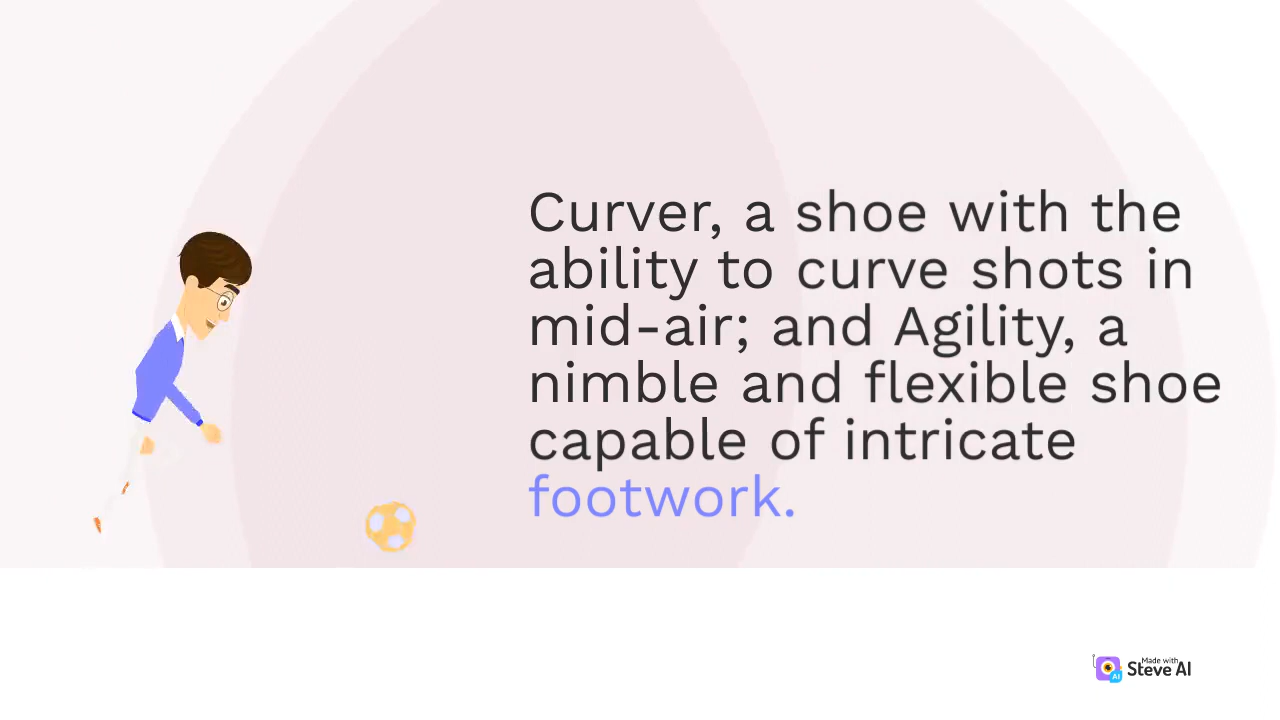 Curver, a shoe with the
ability to curve shots in
mid-air; and Agility, a
nimble and flexible shoe
capable of intricate
footwork.
Made with
Steve AI
AI